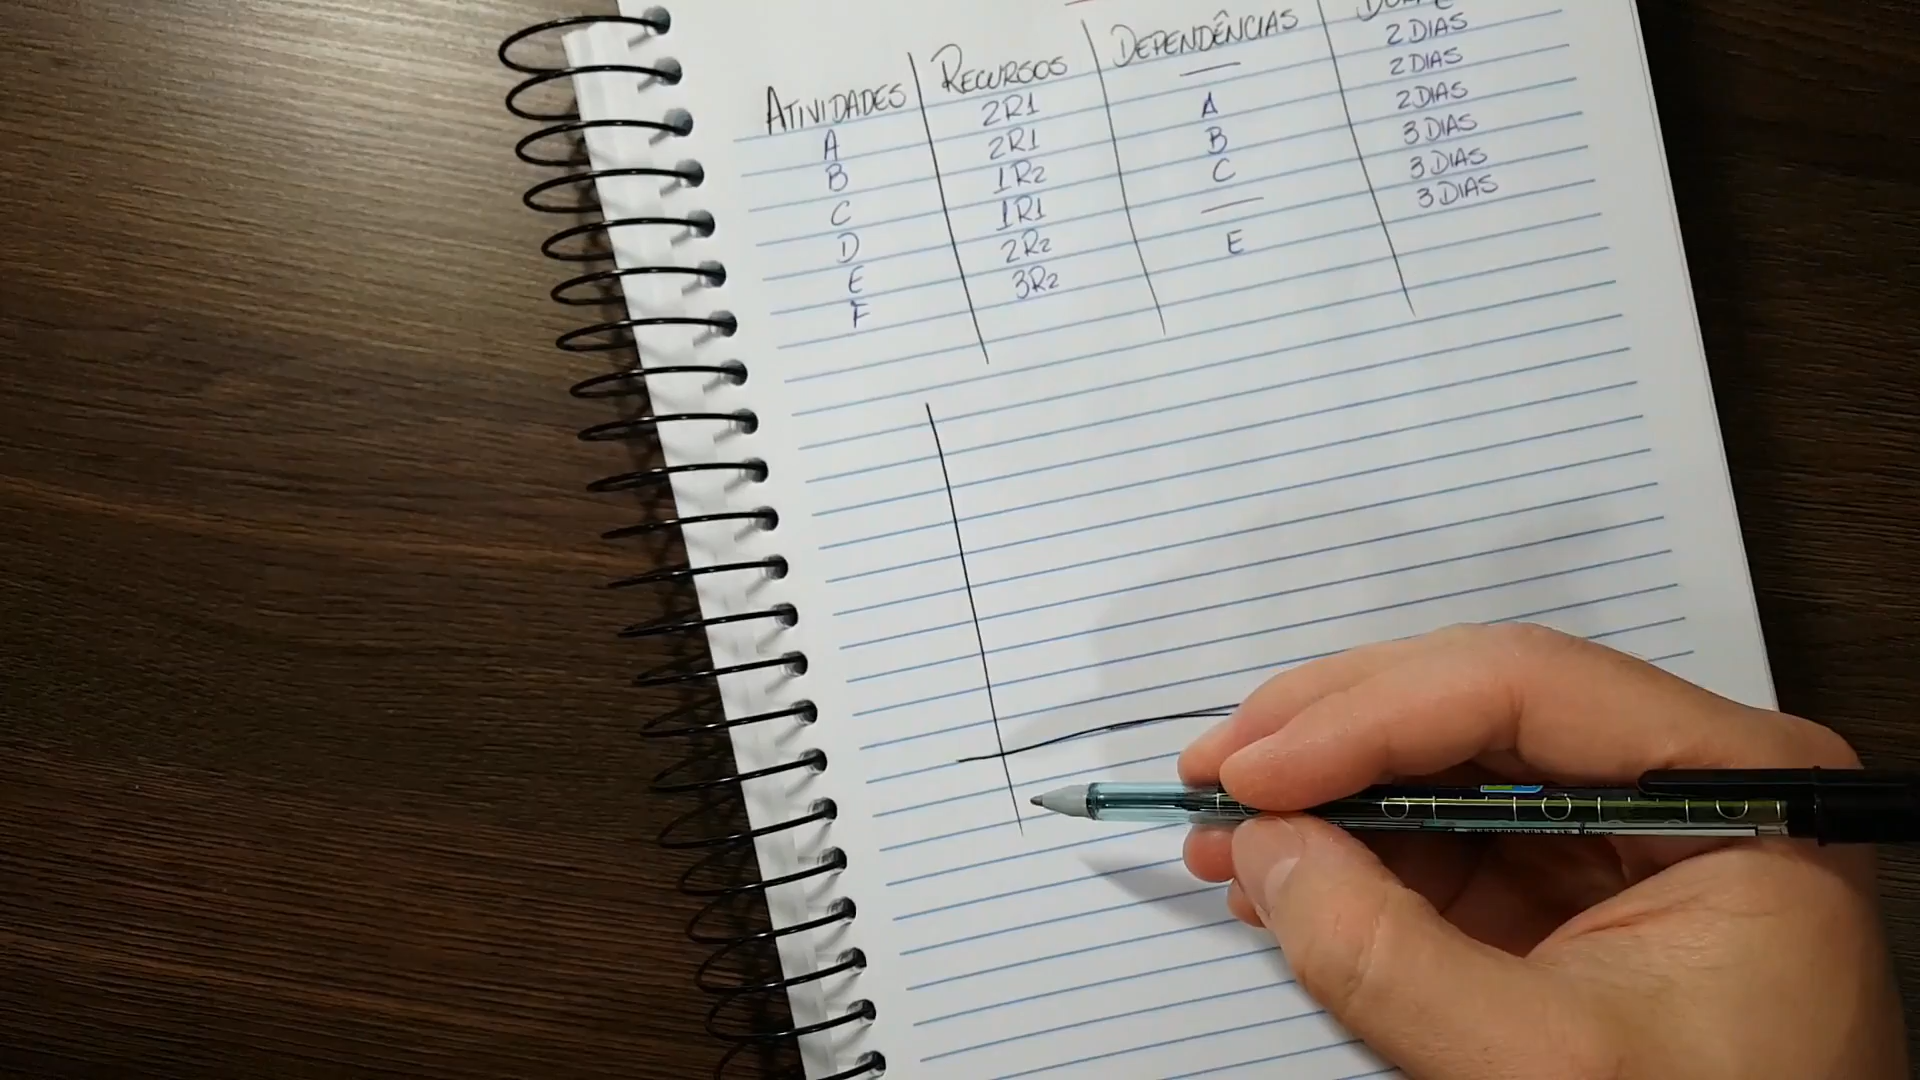 ATIVIDADES RECURSOS DEPENDÊNCIAS
A 2R1 — 2 DIAS
B 2R1 A 2 DIAS
C 1R2 B 2 DIAS
D 1R1 C 3 DIAS
E 2R2 — 3 DIAS
F 3R2 E 3 DIAS